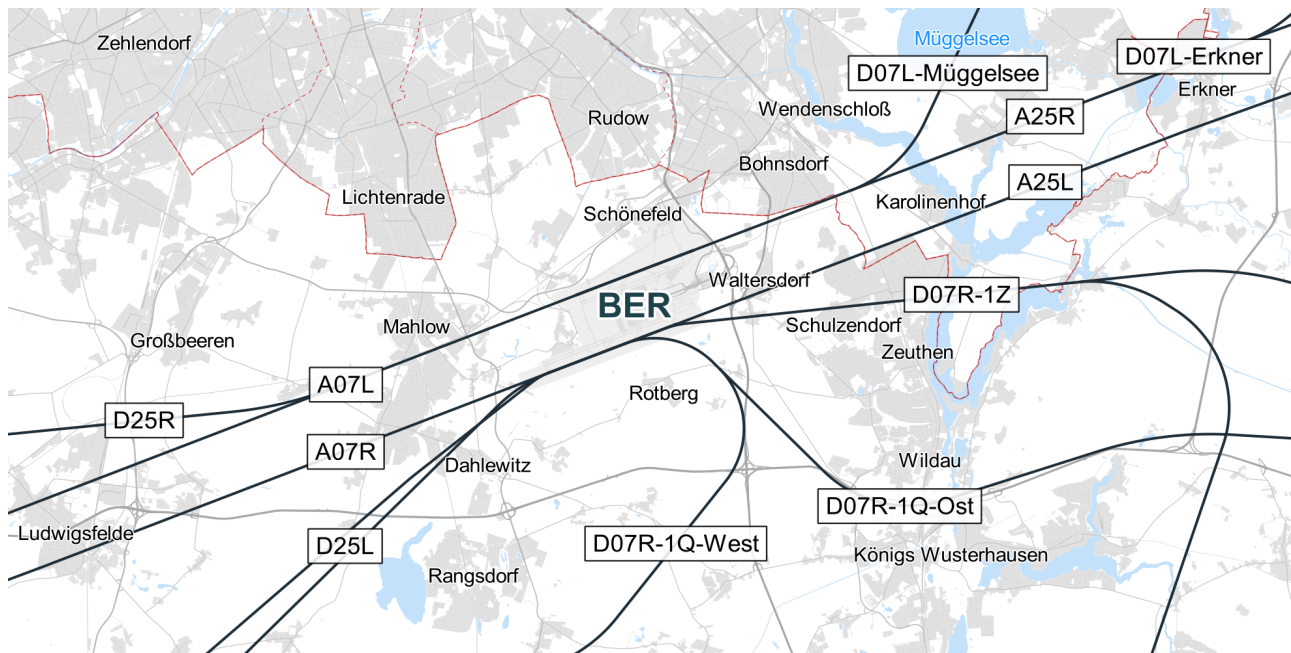 Zehlendorf
Müggelsee
D07L-Erkner
D07L-Müggelsee
Erkner
Wendenschloß
Rudow
A25R
Bohnsdorf
A25L
Lichtenrade
Karolinenhof
Schönefeld
Waltersdorf
D07R-1Z
BER
Mahlow
Schulzendorf
Großbeeren
Zeuthen
A07L
Rotberg
D25R
A07R
Dahlewitz
Wildau
D07R-1Q-Ost
Ludwigsfelde
D25L
D07R-1Q-West
Königs Wusterhausen
Rangsdorf